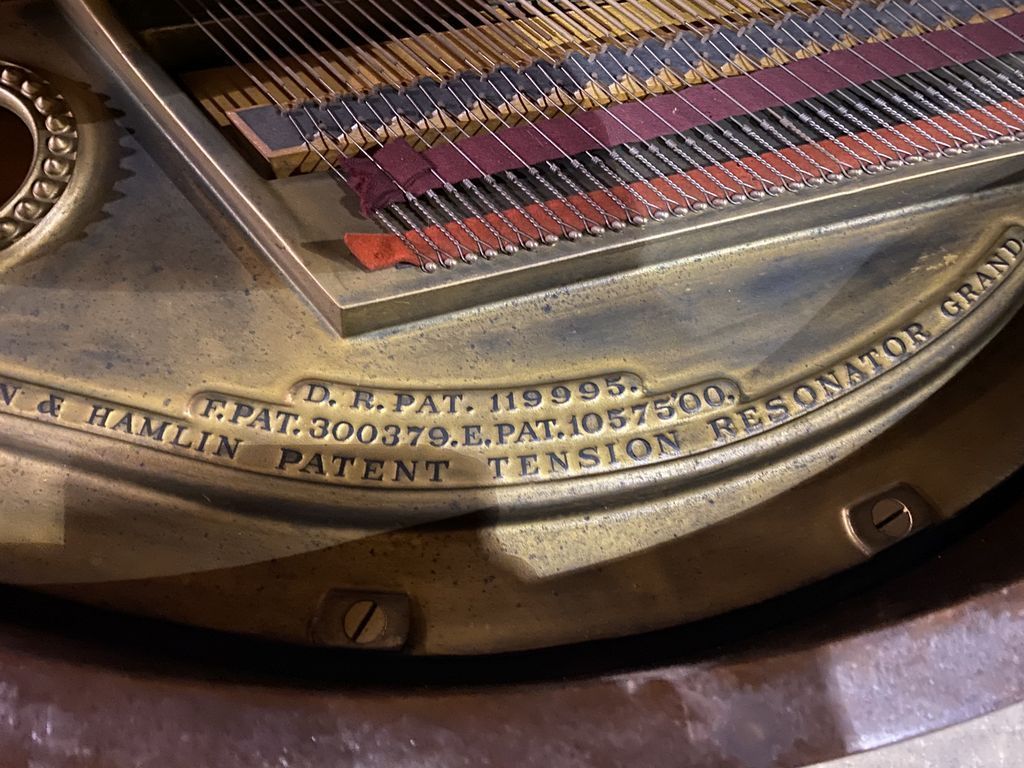 D. R. PAT. 119995.
F. PAT. 300379. E. PAT. 1057500.
& HAMLIN PATENT TENSION RESONATOR GRAND